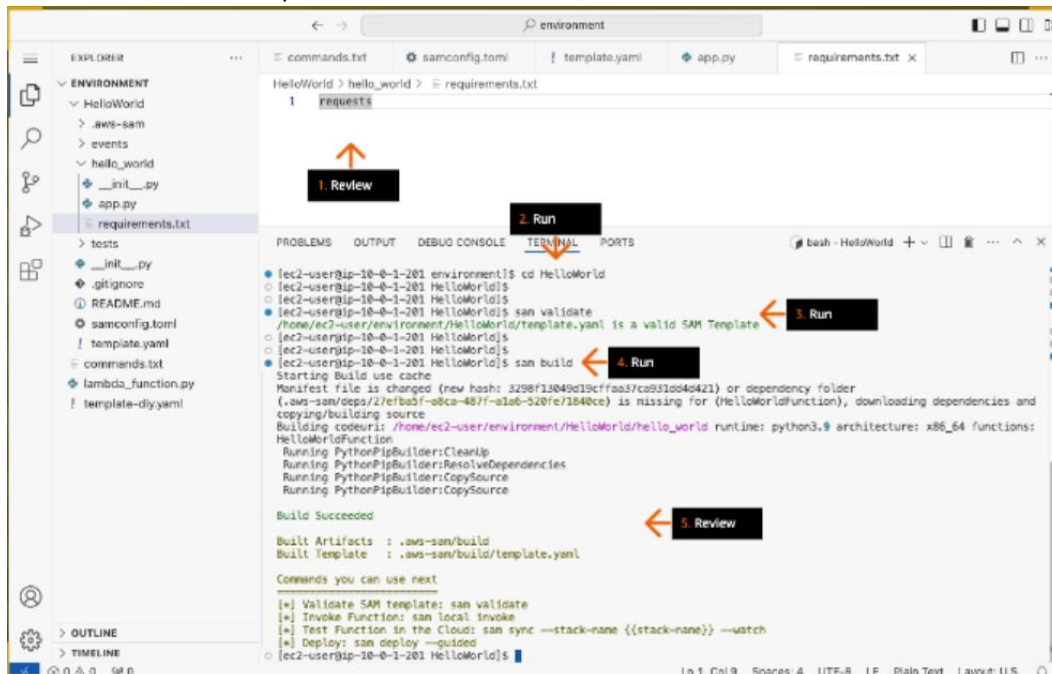 environment
EXPLORER
commands.txt
samconfig.toml
template.yaml
app.py
requirements.txt
ENVIRONMENT
HelloWorld
.aws-sam
events
hello_world
__init__.py
app.py
requirements.txt
tests
__init__.py
.gitignore
README.md
samconfig.toml
template.yaml
commands.txt
lambda_function.py
template-diy.yaml
OUTLINE
TIMELINE
HelloWorld > hello_world > requirements.txt
1 requests
1. Review
2. Run
PROBLEMS OUTPUT DEBUG CONSOLE TERMINAL PORTS
bash - HelloWorld
[ec2-user@ip-10-0-1-201 environment]$ cd HelloWorld
[ec2-user@ip-10-0-1-201 HelloWorld]$
[ec2-user@ip-10-0-1-201 HelloWorld]$ sam validate
/home/ec2-user/environment/HelloWorld/template.yaml is a valid SAM Template
3. Run
[ec2-user@ip-10-0-1-201 HelloWorld]$
[ec2-user@ip-10-0-1-201 HelloWorld]$
[ec2-user@ip-10-0-1-201 HelloWorld]$ sam build
4. Run
Starting Build use cache
Manifest file is changed (new hash: 3298f13049d19cffaa37ca931dd4d421) or dependency folder
(.aws-sam/deps/27efba5f-a8ca-487f-a1a6-520fe71840ce) is missing for (HelloWorldFunction), downloading dependencies and
copying/building source
Building codeuri: /home/ec2-user/environment/HelloWorld/hello_world runtime: python3.9 architecture: x86_64 functions:
HelloWorldFunction
Running PythonPipBuilder:CleanUp
Running PythonPipBuilder:ResolveDependencies
Running PythonPipBuilder:CopySource
Running PythonPipBuilder:CopySource
Build Succeeded
5. Review
Built Artifacts : .aws-sam/build
Built Template : .aws-sam/build/template.yaml
Commands you can use next
=========================
[*] Validate SAM template: sam validate
[*] Invoke Function: sam local invoke
[*] Test Function in the Cloud: sam sync --stack-name {{stack-name}} --watch
[*] Deploy: sam deploy --guided
[ec2-user@ip-10-0-1-201 HelloWorld]$
Ln 1, Col 9 Spaces: 4 UTF-8 LF Plain Text Layout: U.S.